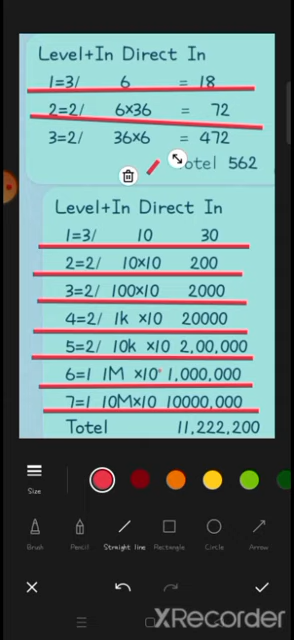 Level+In Direct In
1=3/ 6 = 18
2=2/ 6x36 = 72
3=2/ 36x6 = 472
otel 562
Level+In Direct In
1=3/ 10 30
2=2/ 10x10 200
3=2/ 100x10 2000
4=2/ 1k x10 20000
5=2/ 10k x10 2,00,000
6=1 1M x10 1,000,000
7=1 10Mx10 10000000
Totel 11,222,200
Size
Brush Pencil Straight line Rectangle Circle Arrow
XRecorder